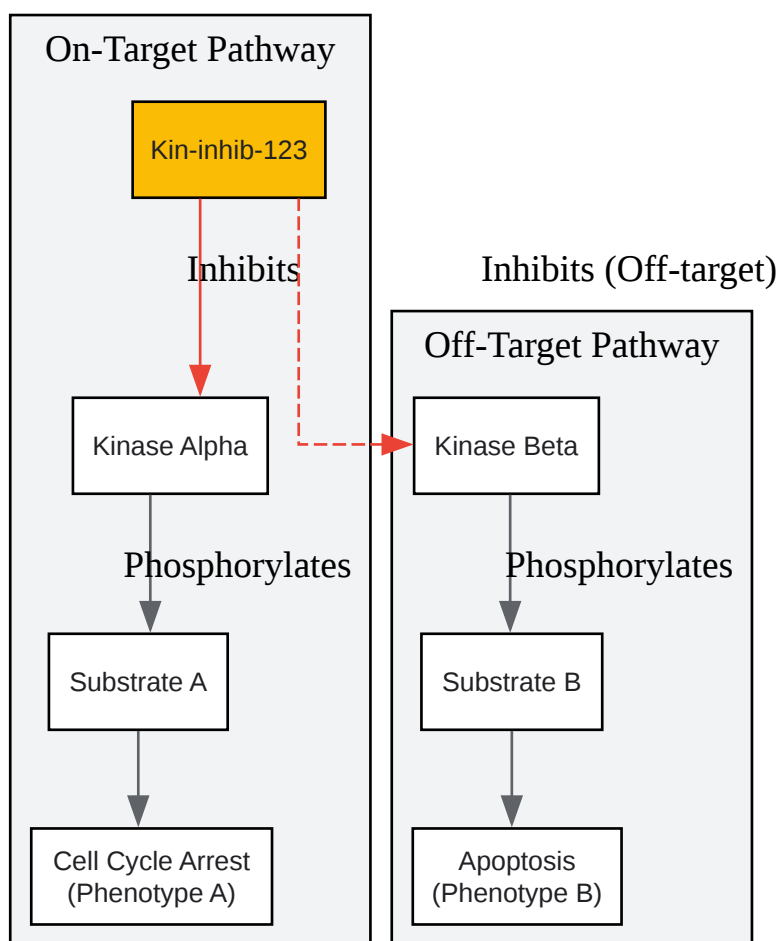 On-Target Pathway
Kin-inhib-123
Inhibits
Inhibits (Off-target)
Off-Target Pathway
Kinase Alpha
Kinase Beta
Phosphorylates
Phosphorylates
Substrate A
Substrate B
Cell Cycle Arrest
(Phenotype A)
Apoptosis
(Phenotype B)